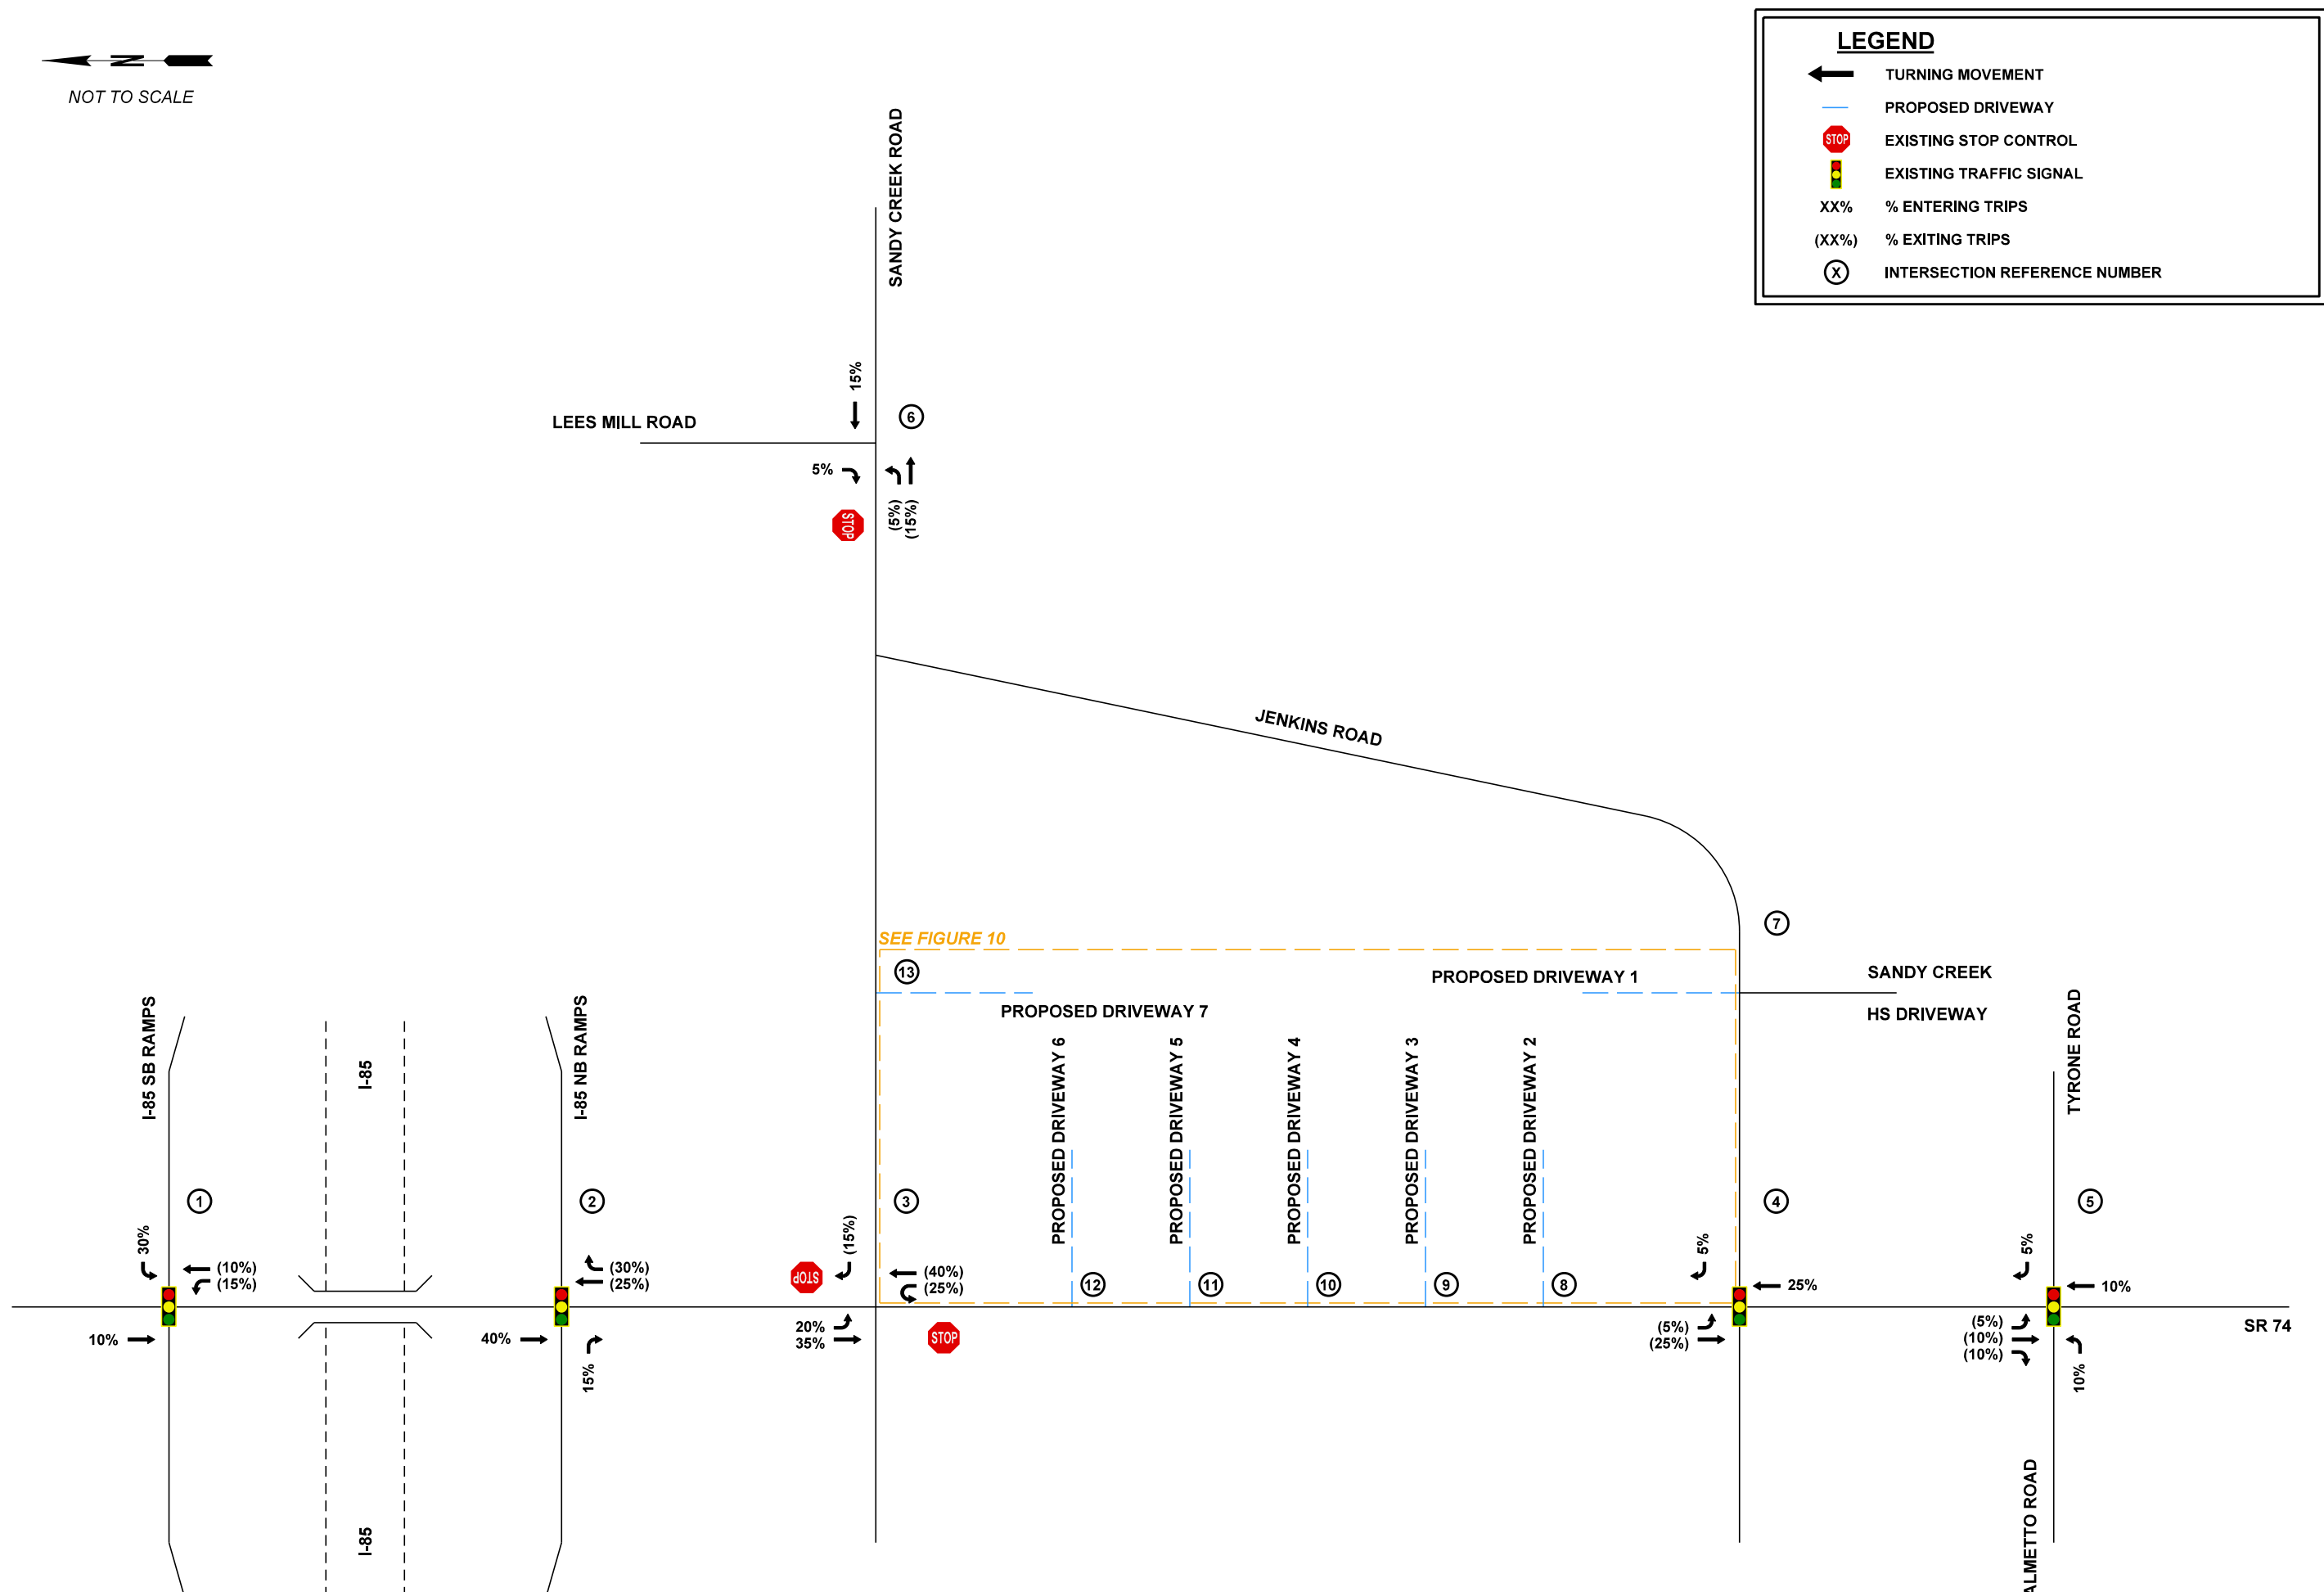 N
NOT TO SCALE
LEGEND
TURNING MOVEMENT
PROPOSED DRIVEWAY
STOP
EXISTING STOP CONTROL
EXISTING TRAFFIC SIGNAL
XX%
% ENTERING TRIPS
(XX%)
% EXITING TRIPS
X
INTERSECTION REFERENCE NUMBER
SANDY CREEK ROAD
15%
6
LEES MILL ROAD
5%
(5%)
(15%)
STOP
JENKINS ROAD
7
SEE FIGURE 10
13
PROPOSED DRIVEWAY 1
SANDY CREEK
HS DRIVEWAY
PROPOSED DRIVEWAY 7
I-85 SB RAMPS
I-85
I-85 NB RAMPS
PROPOSED DRIVEWAY 6
PROPOSED DRIVEWAY 5
PROPOSED DRIVEWAY 4
PROPOSED DRIVEWAY 3
PROPOSED DRIVEWAY 2
TYRONE ROAD
1
2
3
4
5
30%
(10%)
(15%)
(30%)
(25%)
(15%)
STOP
(40%)
(25%)
12
11
10
9
8
5%
25%
5%
10%
10%
40%
15%
20%
35%
STOP
(5%)
(25%)
(5%)
(10%)
(10%)
10%
SR 74
I-85